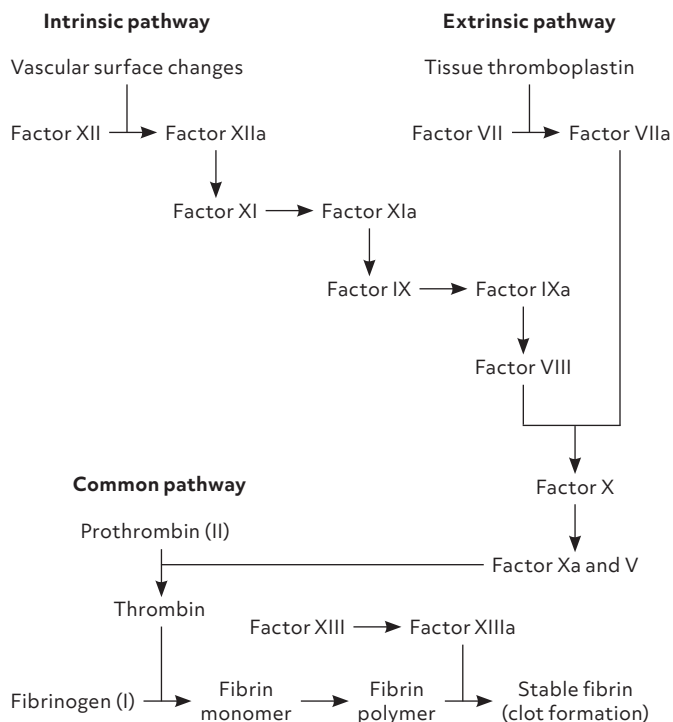 Intrinsic pathway
Extrinsic pathway
Vascular surface changes
Tissue thromboplastin
Factor XII
Factor XIIa
Factor VII
Factor VIIa
Factor XI
Factor XIa
Factor IX
Factor IXa
Factor VIII
Factor X
Common pathway
Prothrombin (II)
Factor Xa and V
Thrombin
Factor XIII
Factor XIIIa
Fibrinogen (I)
Fibrin
monomer
Fibrin
polymer
Stable fibrin
(clot formation)